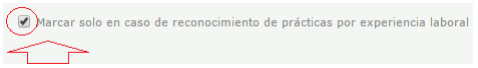 Marcar solo en caso de reconocimiento de prácticas por experiencia laboral